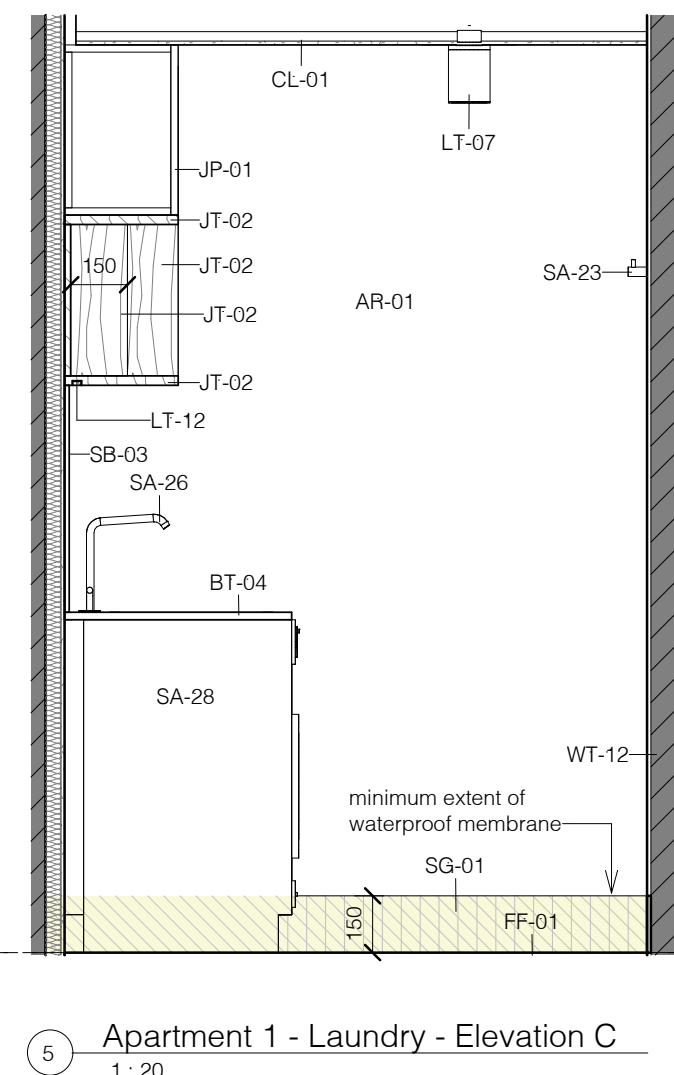 CL-01
LT-07
JP-01
JT-02
JT-02
150
SA-23
AR-01
JT-02
JT-02
LT-12
SB-03
SA-26
BT-04
SA-28
WT-12
minimum extent of
waterproof membrane
SG-01
150
FF-01
5
Apartment 1 - Laundry - Elevation C
1 : 20